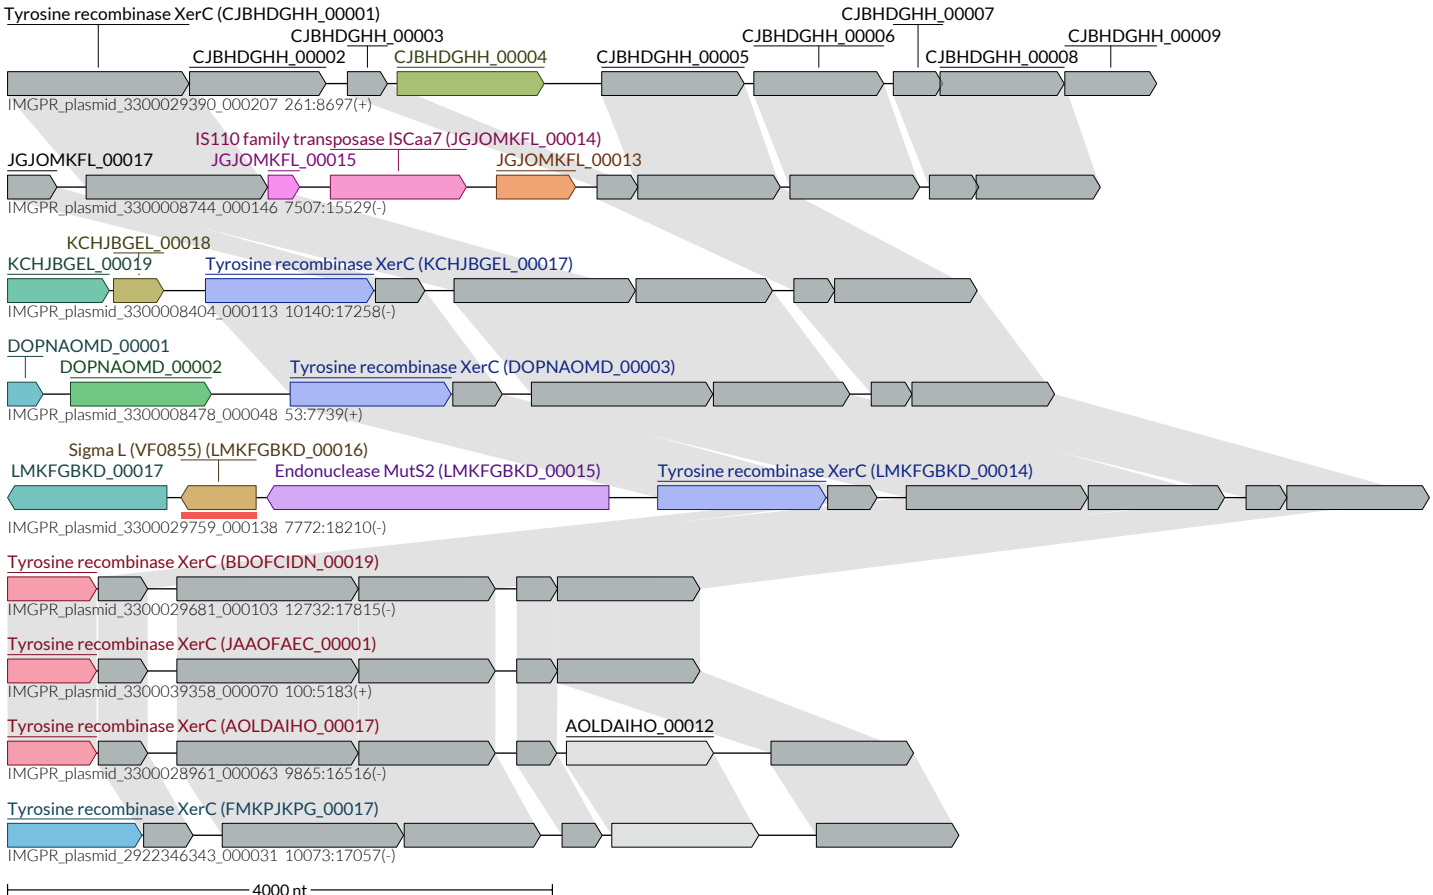 Tyrosine recombinase XerC (CJBHDGHH_00001)
CJBHDGHH_00007
CJBHDGHH_00003
CJBHDGHH_00006
CJBHDGHH_00009
CJBHDGHH_00002
CJBHDGHH_00004
CJBHDGHH_00005
CJBHDGHH_00008
IMGPR_plasmid_3300029390_000207 261:8697(+)
IS110 family transposase ISCaa7 (JGJOMKFL_00014)
JGJOMKFL_00017
JGJOMKFL_00015
JGJOMKFL_00013
IMGPR_plasmid_3300008744_000146 7507:15529(-)
KCHJBGEL_00018
KCHJBGEL_00019
Tyrosine recombinase XerC (KCHJBGEL_00017)
IMGPR_plasmid_3300008404_000113 10140:17258(-)
DOPNAOMD_00001
DOPNAOMD_00002
Tyrosine recombinase XerC (DOPNAOMD_00003)
IMGPR_plasmid_3300008478_000048 53:7739(+)
Sigma L (VF0855) (LMKFGBKD_00016)
LMKFGBKD_00017
Endonuclease MutS2 (LMKFGBKD_00015)
Tyrosine recombinase XerC (LMKFGBKD_00014)
IMGPR_plasmid_3300029759_000138 7772:18210(-)
Tyrosine recombinase XerC (BDOFCIDN_00019)
IMGPR_plasmid_3300029681_000103 12732:17815(-)
Tyrosine recombinase XerC (JAAOFAEC_00001)
IMGPR_plasmid_3300039358_000070 100:5183(+)
Tyrosine recombinase XerC (AOLDAIHO_00017)
AOLDAIHO_00012
IMGPR_plasmid_3300028961_000063 9865:16516(-)
Tyrosine recombinase XerC (FMKPJKPG_00017)
IMGPR_plasmid_2922346343_000031 10073:17057(-)
4000 nt